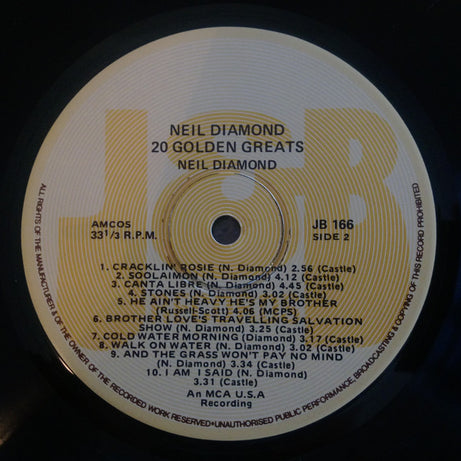 J&B
NEIL DIAMOND
20 GOLDEN GREATS
NEIL DIAMOND
AMCOS
33 1/3 R.P.M.
JB 166
SIDE 2
1. CRACKLIN' ROSIE (N. Diamond) 2.56 (Castle)
2. SOOLAIMON (N. Diamond) 4.12 (Castle)
3. CANTA LIBRE (N. Diamond) 4.45 (Castle)
4. STONES (N. Diamond) 3.02 (Castle)
5. HE AIN'T HEAVY HE'S MY BROTHER
(Russell-Scott) 4.06 (MCPS)
6. BROTHER LOVE'S TRAVELLING SALVATION
SHOW (N. Diamond) 3.25 (Castle)
7. COLD WATER MORNING (Diamond) 3.17 (Castle)
8. WALK ON WATER (N. Diamond) 3.02 (Castle)
9. AND THE GRASS WON'T PAY NO MIND
(N. Diamond) 3.34 (Castle)
10. I AM I SAID (N. Diamond)
3.31 (Castle)
An MCA U.S.A
Recording
ALL RIGHTS OF THE MANUFACTURER & OF THE OWNER OF THE RECORDED WORK RESERVED•UNAUTHORISED PUBLIC PERFORMANCE, BROADCASTING & COPYING OF THIS RECORD PROHIBITED